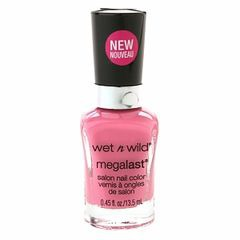 NEW
NOUVEAU
wet n wild®
megalast®
salon nail color
vernis à ongles
de salon
0.45 fl. oz/13.5 mL